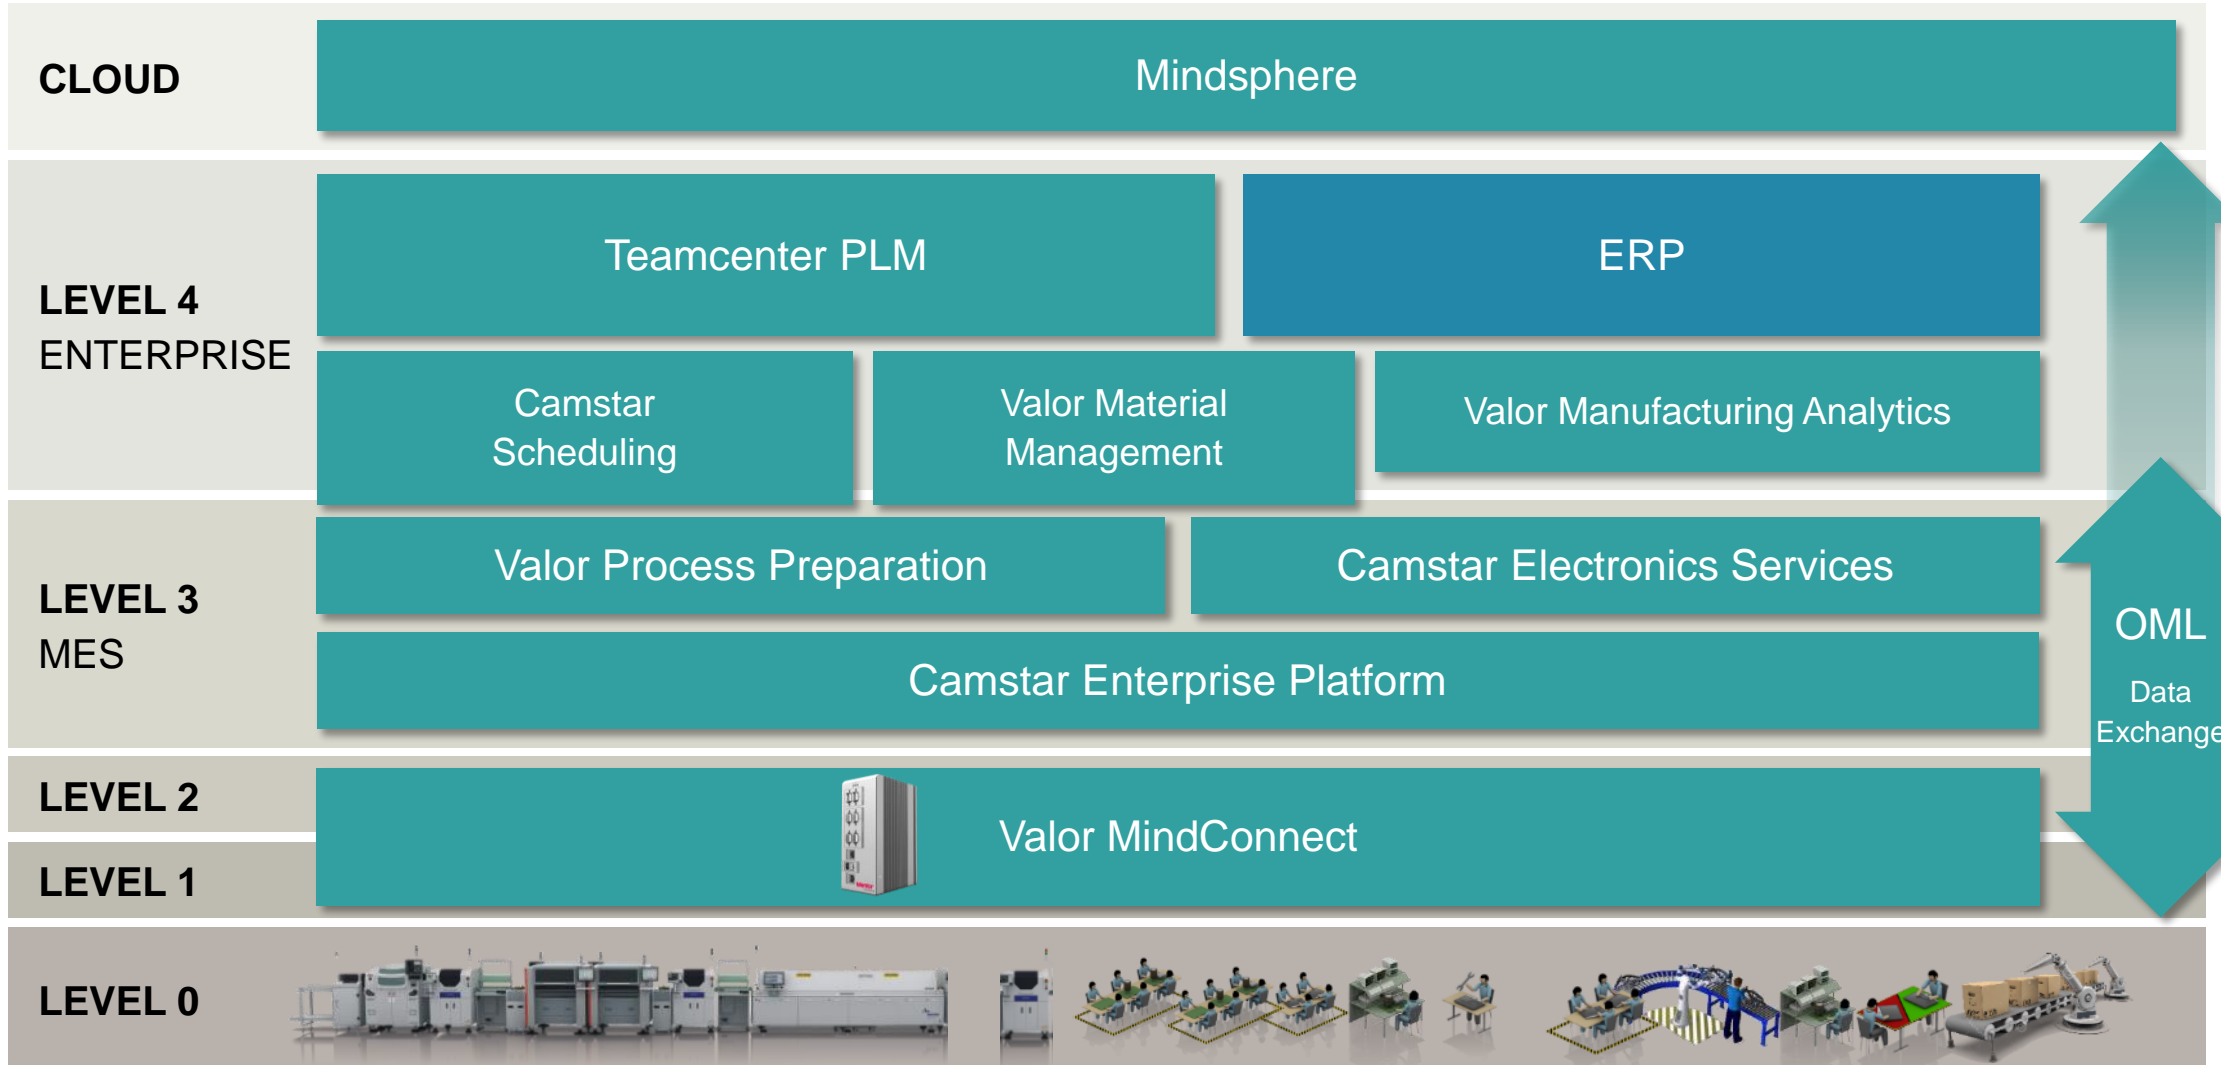 CLOUD
Mindsphere
LEVEL 4
ENTERPRISE
Teamcenter PLM
ERP
Camstar
Scheduling
Valor Material
Management
Valor Manufacturing Analytics
LEVEL 3
MES
Valor Process Preparation
Camstar Electronics Services
Camstar Enterprise Platform
OML
Data
Exchange
LEVEL 2
LEVEL 1
Valor MindConnect
LEVEL 0